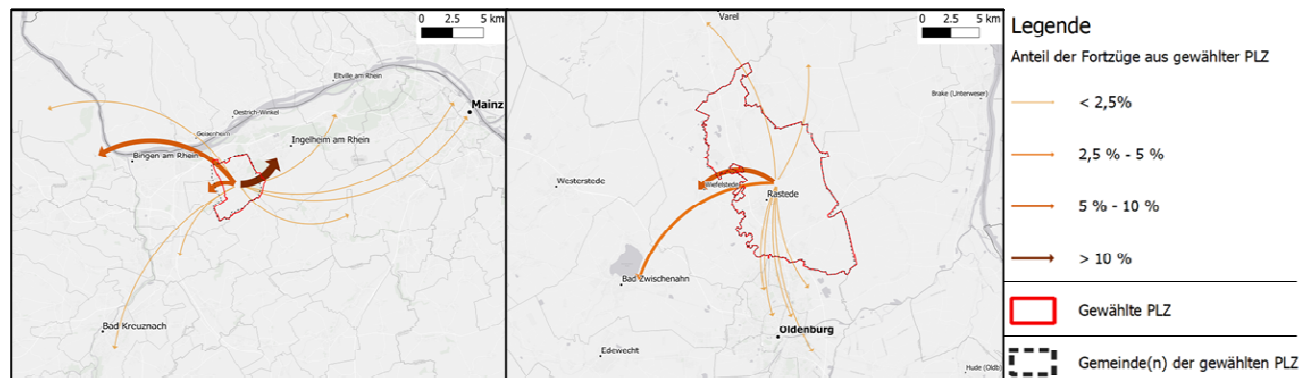 0 2.5 5 km
Eltville am Rhein
Mainz
Oestrich-Winkel
Geisenheim
Ingelheim am Rhein
Bingen am Rhein
Bad Kreuznach
Varel
0 2.5 5 km
Brake (Unterweser)
Westerstede
Wiefelstede
Rastede
Bad Zwischenahn
Oldenburg
Edewecht
Hude (Oldb)
Legende
Anteil der Fortzüge aus gewählter PLZ
< 2,5%
2,5 % - 5 %
5 % - 10 %
> 10 %
Gewählte PLZ
Gemeinde(n) der gewählten PLZ